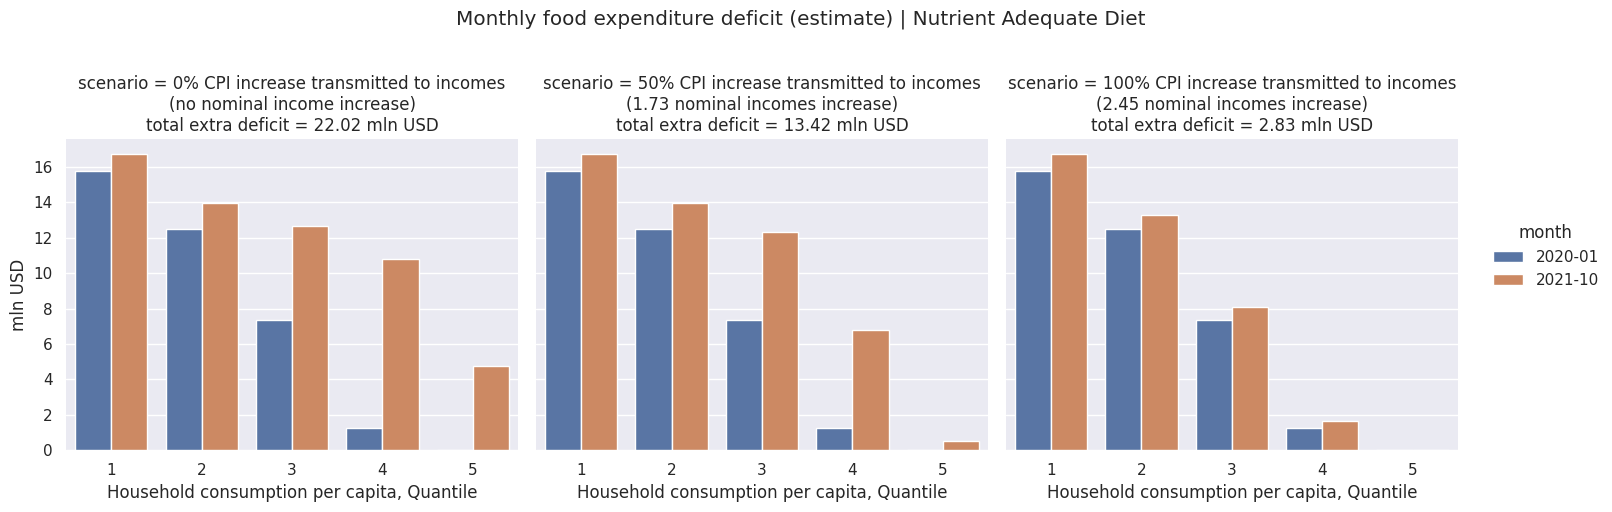 Monthly food expenditure deficit (estimate) | Nutrient Adequate Diet
scenario = 0% CPI increase transmitted to incomes
(no nominal income increase)
total extra deficit = 22.02 mln USD
scenario = 50% CPI increase transmitted to incomes
(1.73 nominal incomes increase)
total extra deficit = 13.42 mln USD
scenario = 100% CPI increase transmitted to incomes
(2.45 nominal incomes increase)
total extra deficit = 2.83 mln USD
mln USD
16
14
12
10
8
6
4
2
0
1 2 3 4 5
Household consumption per capita, Quantile
1 2 3 4 5
Household consumption per capita, Quantile
1 2 3 4 5
Household consumption per capita, Quantile
month
2020-01
2021-10